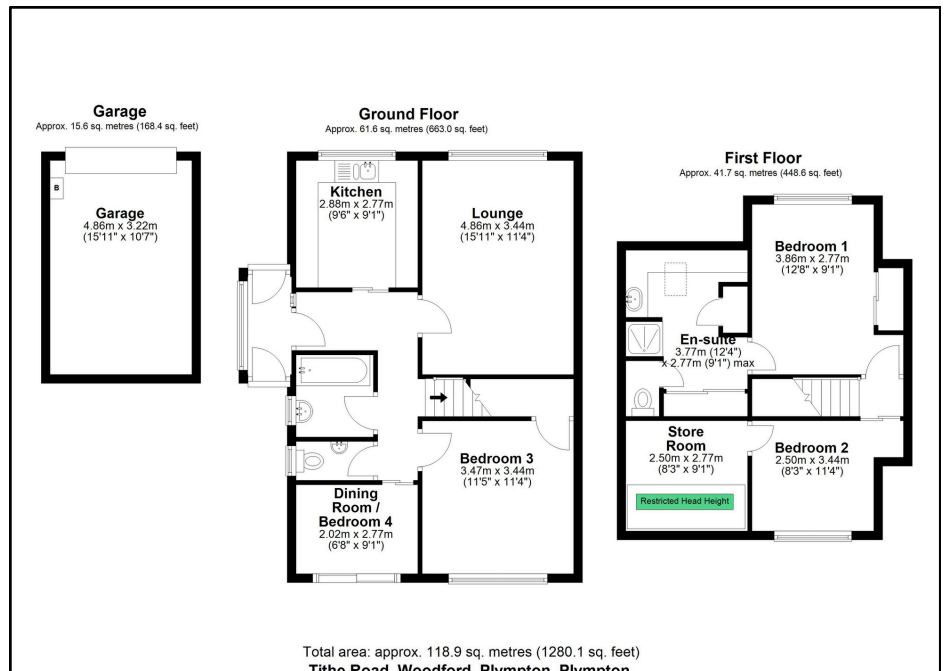 Garage
Approx. 15.6 sq. metres (168.4 sq. feet)
B
Garage
4.86m x 3.22m
(15'11" x 10'7")
Ground Floor
Approx. 61.6 sq. metres (663.0 sq. feet)
Kitchen
2.88m x 2.77m
(9'6" x 9'1")
Lounge
4.86m x 3.44m
(15'11" x 11'4")
Bedroom 3
3.47m x 3.44m
(11'5" x 11'4")
Dining
Room /
Bedroom 4
2.02m x 2.77m
(6'8" x 9'1")
First Floor
Approx. 41.7 sq. metres (448.6 sq. feet)
Bedroom 1
3.86m x 2.77m
(12'8" x 9'1")
En-suite
3.77m (12'4")
x 2.77m (9'1") max
Store
Room
2.50m x 2.77m
(8'3" x 9'1")
Restricted Head Height
Bedroom 2
2.50m x 3.44m
(8'3" x 11'4")
Total area: approx. 118.9 sq. metres (1280.1 sq. feet)
Tithe Road, Woodford, Plympton, Plympton